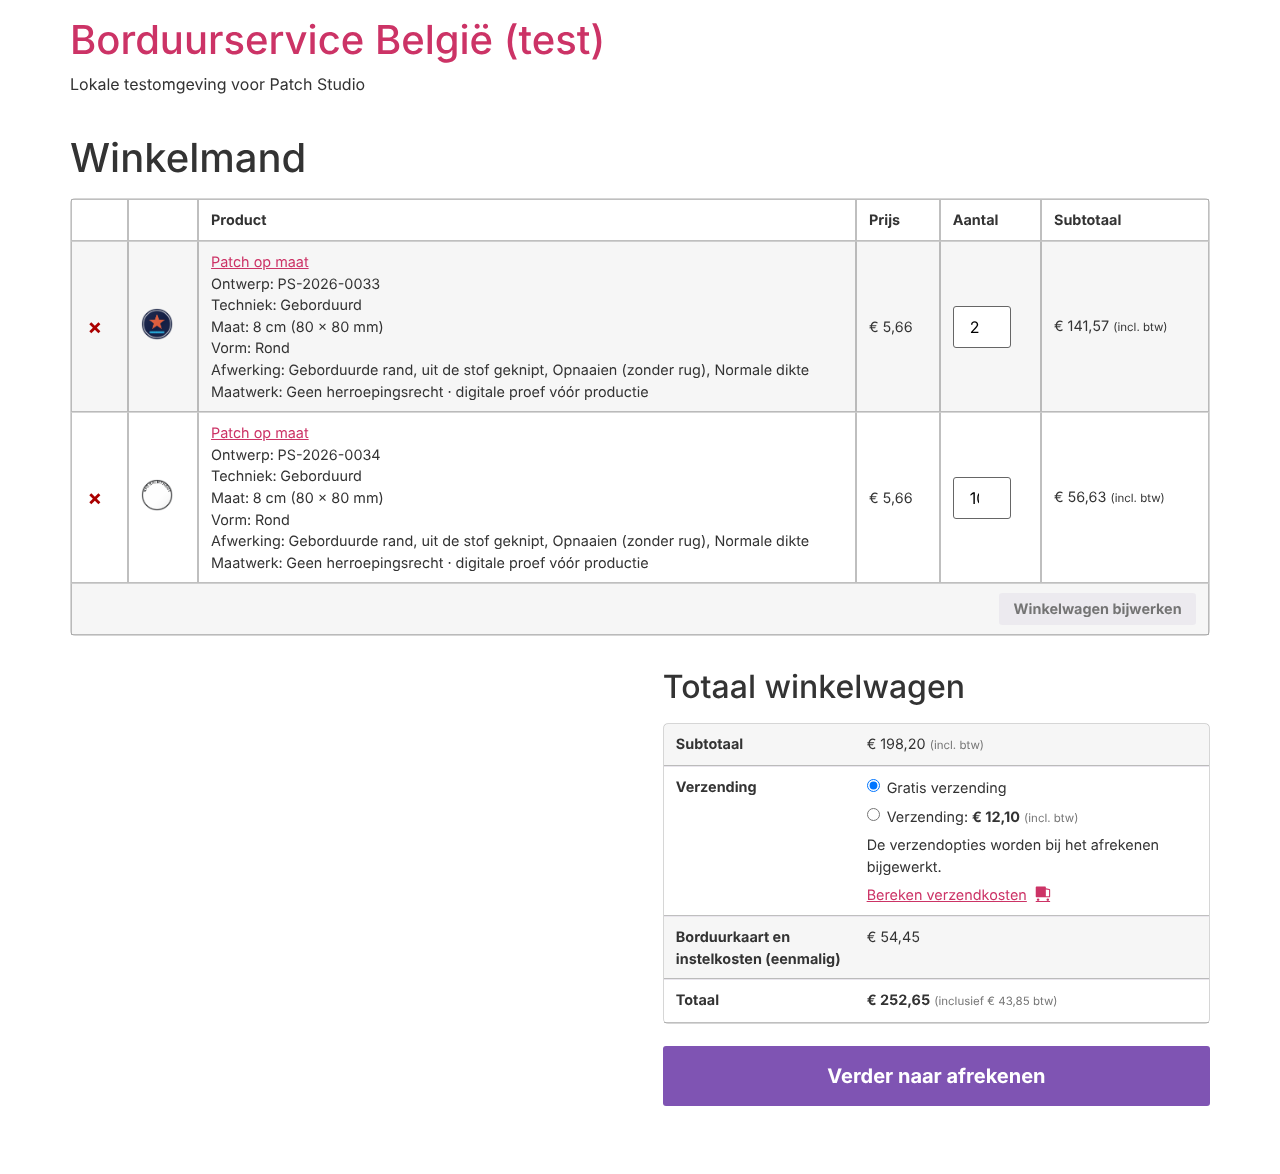 Borduurservice België (test)
Lokale testomgeving voor Patch Studio
Winkelmand
Product Prijs Aantal Subtotaal
Patch op maat
Ontwerp: PS-2026-0033
Techniek: Geborduurd
Maat: 8 cm (80 × 80 mm)
Vorm: Rond
Afwerking: Geborduurde rand, uit de stof geknipt, Opnaaien (zonder rug), Normale dikte
Maatwerk: Geen herroepingsrecht · digitale proef vóór productie
× € 5,66 2 € 141,57 (incl. btw)
Patch op maat
Ontwerp: PS-2026-0034
Techniek: Geborduurd
Maat: 8 cm (80 × 80 mm)
Vorm: Rond
Afwerking: Geborduurde rand, uit de stof geknipt, Opnaaien (zonder rug), Normale dikte
Maatwerk: Geen herroepingsrecht · digitale proef vóór productie
× € 5,66 € 56,63 (incl. btw)
Winkelwagen bijwerken
Totaal winkelwagen
Subtotaal € 198,20 (incl. btw)
Verzending Gratis verzending
Verzending: € 12,10 (incl. btw)
De verzendopties worden bij het afrekenen
bijgewerkt.
Bereken verzendkosten
Borduurkaart en € 54,45
instelkosten (eenmalig)
Totaal € 252,65 (inclusief € 43,85 btw)
Verder naar afrekenen